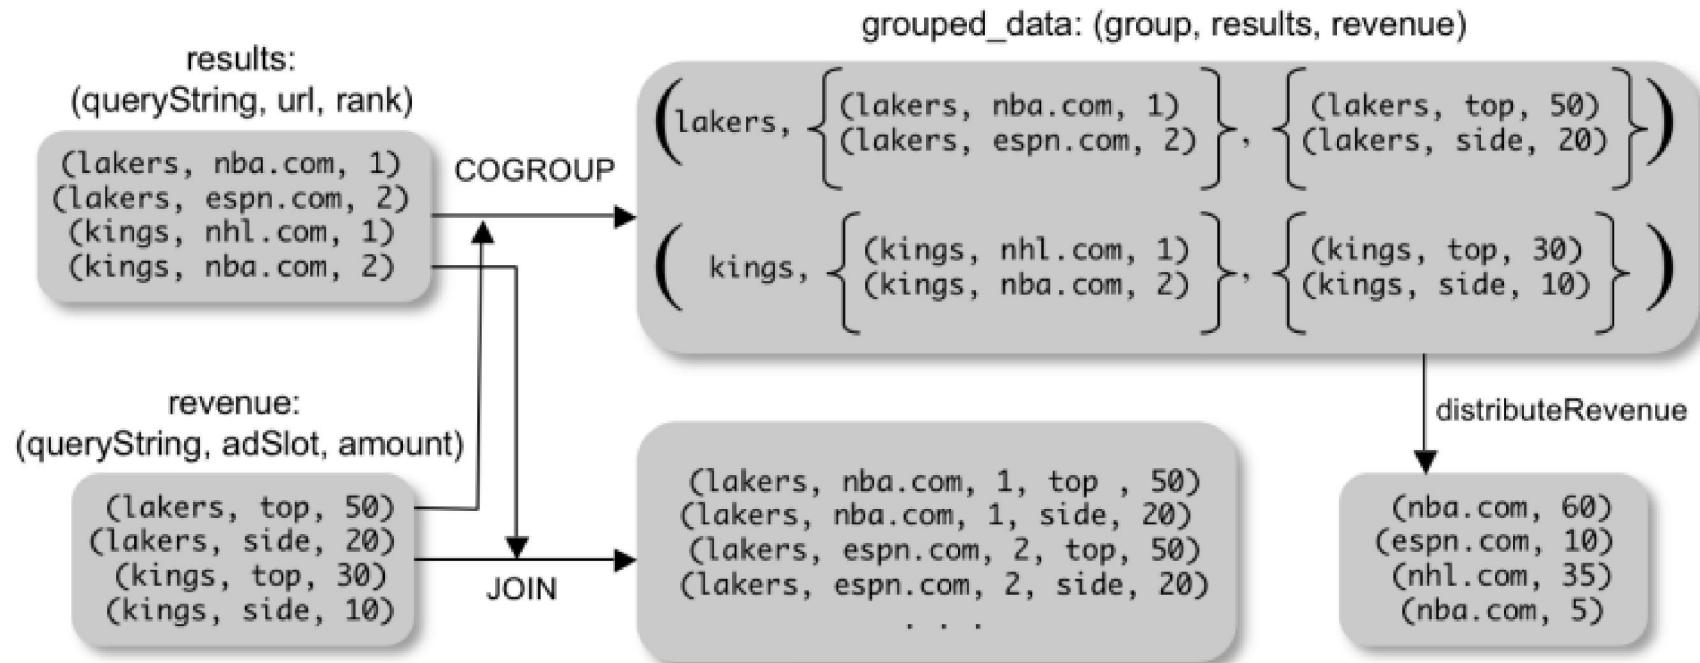 results:
(queryString, url, rank)
(lakers, nba.com, 1)
(lakers, espn.com, 2)
(kings, nhl.com, 1)
(kings, nba.com, 2)
COGROUP
grouped_data: (group, results, revenue)
(lakers, {(lakers, nba.com, 1)
(lakers, espn.com, 2)}, {(lakers, top, 50)
(lakers, side, 20)})
( kings, {(kings, nhl.com, 1)
(kings, nba.com, 2)}, {(kings, top, 30)
(kings, side, 10)})
revenue:
(queryString, adSlot, amount)
(lakers, top, 50)
(lakers, side, 20)
(kings, top, 30)
(kings, side, 10)
JOIN
(lakers, nba.com, 1, top , 50)
(lakers, nba.com, 1, side, 20)
(lakers, espn.com, 2, top, 50)
(lakers, espn.com, 2, side, 20)
. . .
distributeRevenue
(nba.com, 60)
(espn.com, 10)
(nhl.com, 35)
(nba.com, 5)